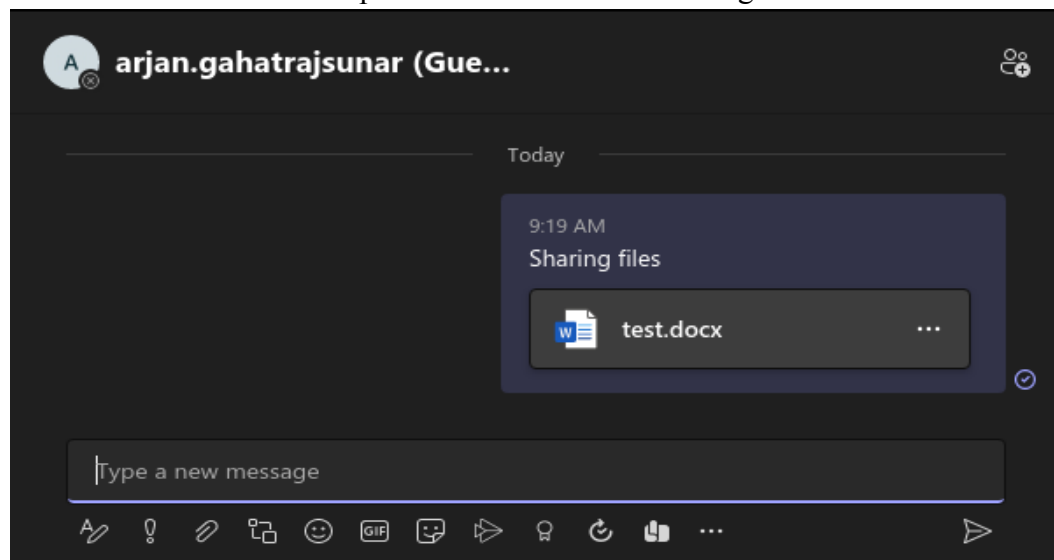 A
arjan.gahatrajsunar (Gue...
Today
9:19 AM
Sharing files
W
test.docx
Type a new message
GIF